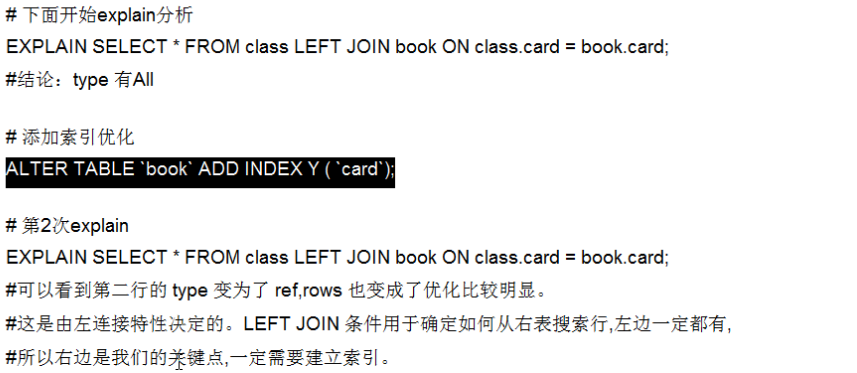 # 下面开始explain分析
EXPLAIN SELECT * FROM class LEFT JOIN book ON class.card = book.card;
#结论：type 有All
# 添加索引优化
ALTER TABLE `book` ADD INDEX Y ( `card`);
# 第2次explain
EXPLAIN SELECT * FROM class LEFT JOIN book ON class.card = book.card;
#可以看到第二行的 type 变为了 ref,rows 也变成了优化比较明显。
#这是由左连接特性决定的。LEFT JOIN 条件用于确定如何从右表搜索行,左边一定都有,
#所以右边是我们的关键点,一定需要建立索引。